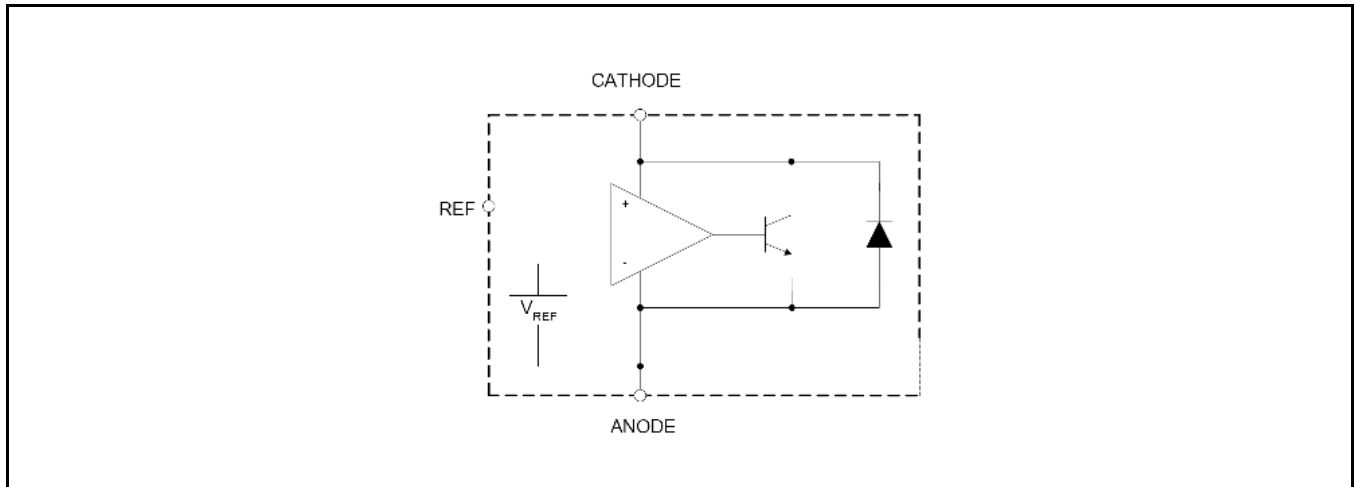 CATHODE
REF
+
-
VREF
ANODE